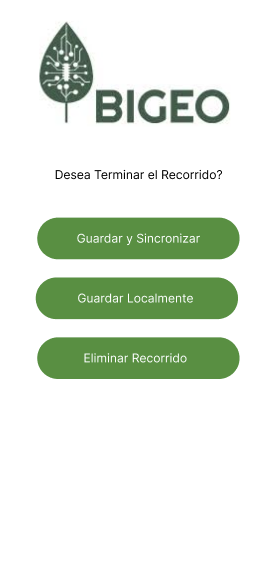 BIGEO
Desea Terminar el Recorrido?
Guardar y Sincronizar
Guardar Localmente
Eliminar Recorrido